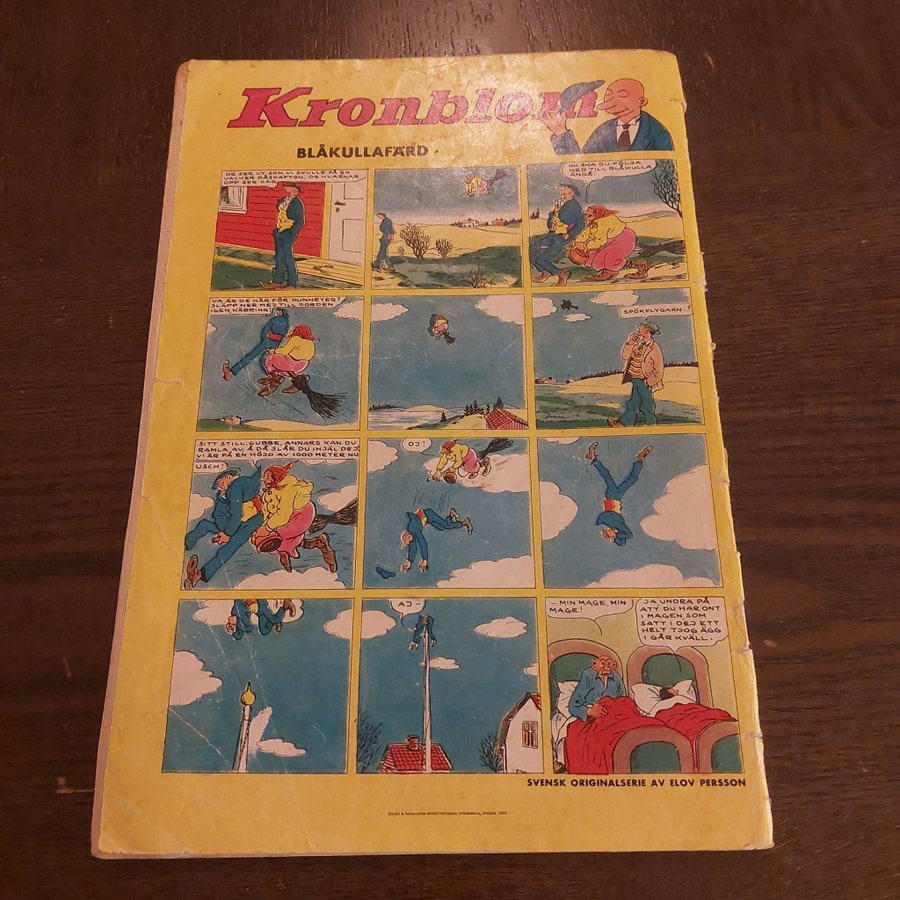 Kronblom
BLÅKULLAFÄRD
DE SER UT, SOM VI SKULLE FÅ EN
VACKER PÅSKAFTON, DE KLARNAR
OPP SER JAG
NU SKA DU FÖLJA
MED TILL BLÅKULLA
ÄNDÅ
VA ÄR DE HÄR FÖR DUMHETER!
SLÄPP NER MEJ TILL JORDEN
IGEN, KÄRRING!
SPÖKFLYGARN..!
SITT STILL, GUBBE, ANNARS KAN DU
RAMLA AV, Å DÅ SLÅR DU IHJÄL DEJ,
VI ÄR PÅ EN HÖJD AV 1000 METER NU
USCH!
OJ!
AJ-
- MIN MAGE, MIN
MAGE!
JA UNDRA PÅ
ATT DU HAR ONT
I MAGEN SOM
SATT I DEJ ETT
HELT TJOG ÄGG
I GÅR KVÄLL.
SVENSK ORIGINALSERIE AV ELOV PERSSON